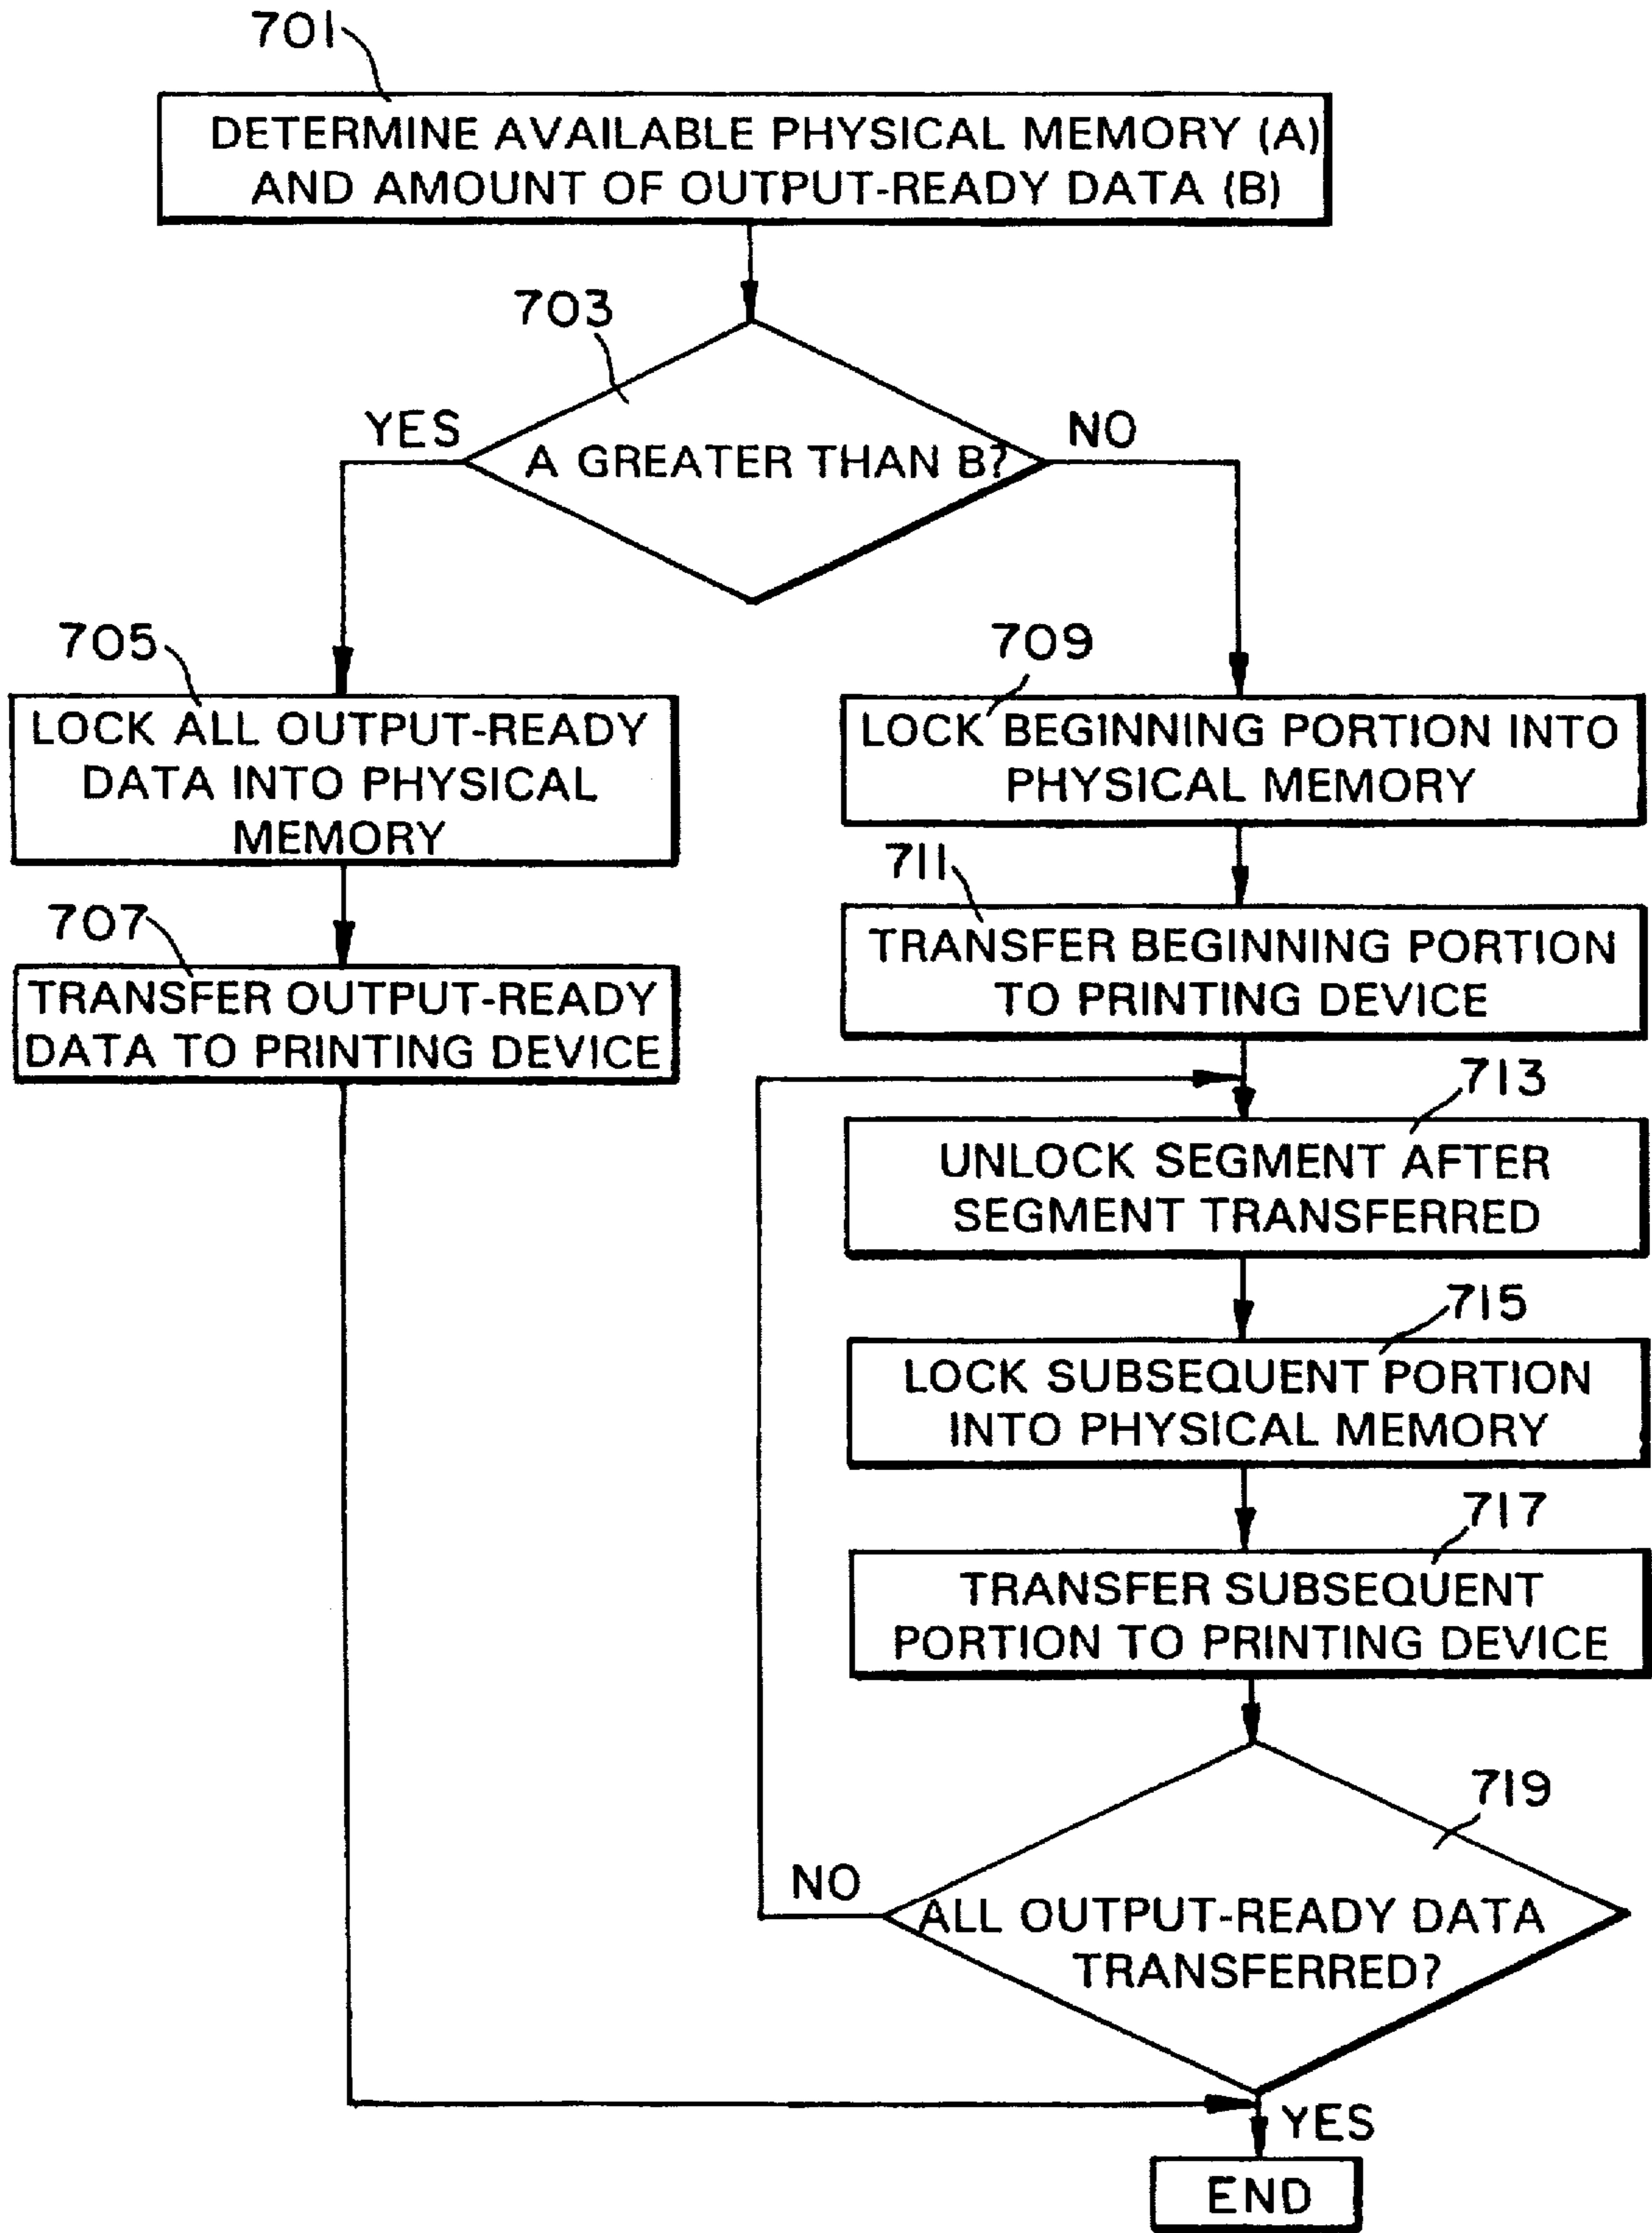 701
DETERMINE AVAILABLE PHYSICAL MEMORY (A)
AND AMOUNT OF OUTPUT-READY DATA (B)
703
YES
NO
A GREATER THAN B?
705
LOCK ALL OUTPUT-READY
DATA INTO PHYSICAL
MEMORY
707
TRANSFER OUTPUT-READY
DATA TO PRINTING DEVICE
709
LOCK BEGINNING PORTION INTO
PHYSICAL MEMORY
711
TRANSFER BEGINNING PORTION
TO PRINTING DEVICE
713
UNLOCK SEGMENT AFTER
SEGMENT TRANSFERRED
715
LOCK SUBSEQUENT PORTION
INTO PHYSICAL MEMORY
717
TRANSFER SUBSEQUENT
PORTION TO PRINTING DEVICE
719
NO
ALL OUTPUT-READY DATA
TRANSFERRED?
YES
END